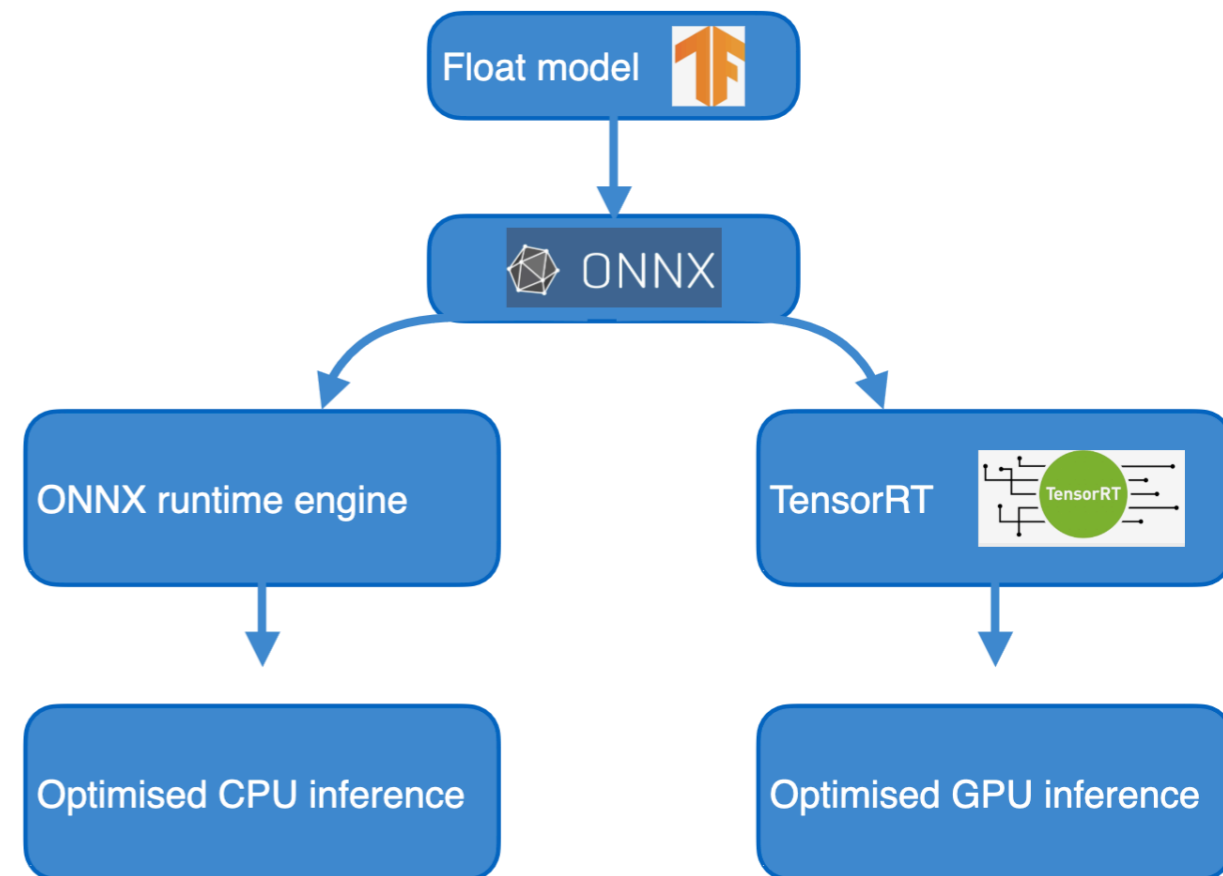 Float model
ONNX
ONNX runtime engine
TensorRT
TensorRT
Optimised CPU inference
Optimised GPU inference